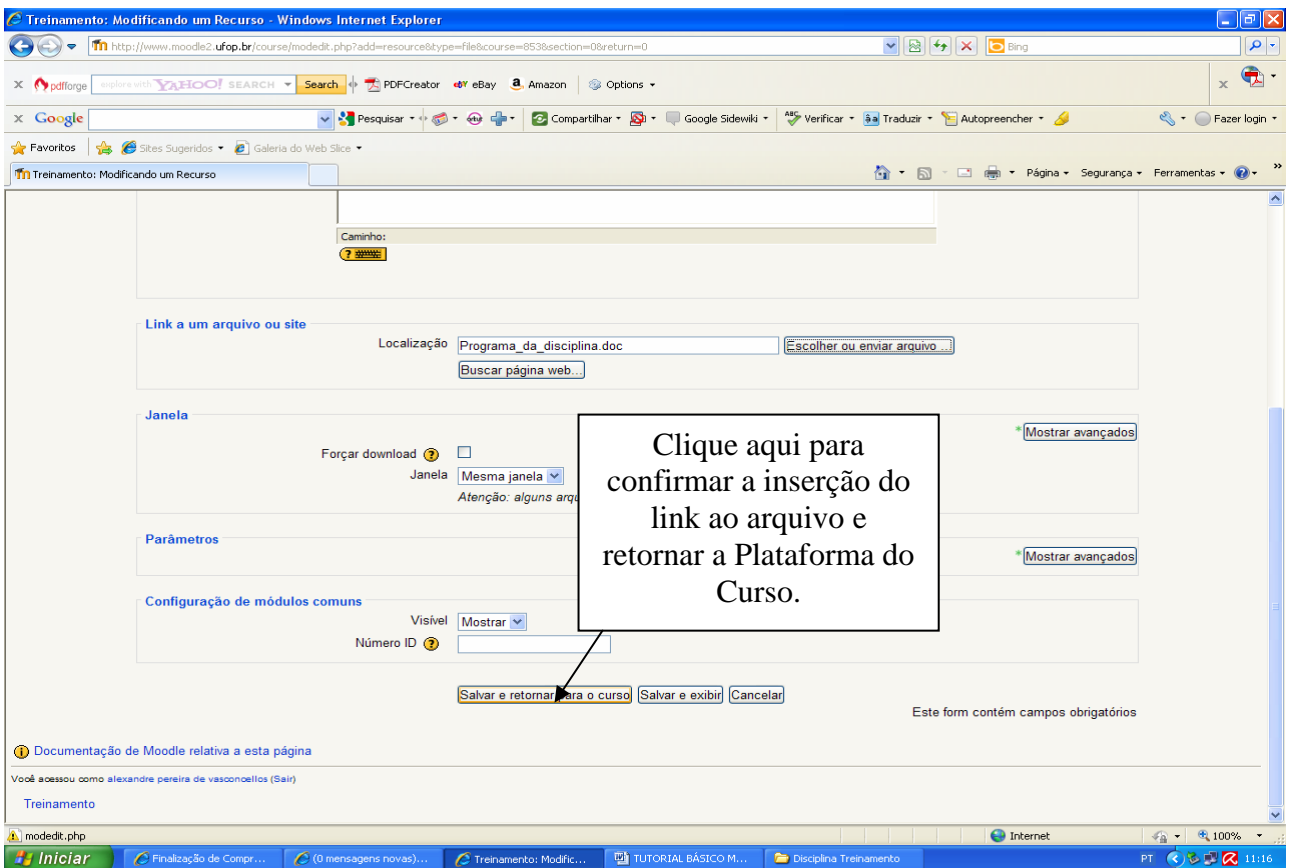 Treinamento: Modificando um Recurso - Windows Internet Explorer
http://www.moodle2.ufop.br/course/modedit.php?add=resource&type=file&course=853&section=0&return=0
Bing
x pdfforge explore with YAHOO! SEARCH Search PDFCreator eBay Amazon Options x
x Google Pesquisar Compartilhar Google Sidewiki Verificar Traduzir Autopreencher Fazer login
Favoritos Sites Sugeridos Galeria do Web Slice
Treinamento: Modificando um Recurso Página Segurança Ferramentas »
Caminho:
Link a um arquivo ou site
Localização Programa_da_disciplina.doc Escolher ou enviar arquivo ...
Buscar página web...
Janela
* Mostrar avançados
Forçar download
Janela Mesma janela
Atenção: alguns arqu
Clique aqui para
confirmar a inserção do
link ao arquivo e
retornar a Plataforma do
Curso.
Parâmetros
* Mostrar avançados
Configuração de módulos comuns
Visível Mostrar
Número ID
Salvar e retornar para o curso Salvar e exibir Cancelar
Este form contém campos obrigatórios
Documentação de Moodle relativa a esta página
Você acessou como alexandre pereira de vasconcellos (Sair)
Treinamento
modedit.php Internet 100%
Iniciar Finalização de Compr... (0 mensagens novas)... Treinamento: Modific... TUTORIAL BÁSICO M... Disciplina Treinamento PT 11:16